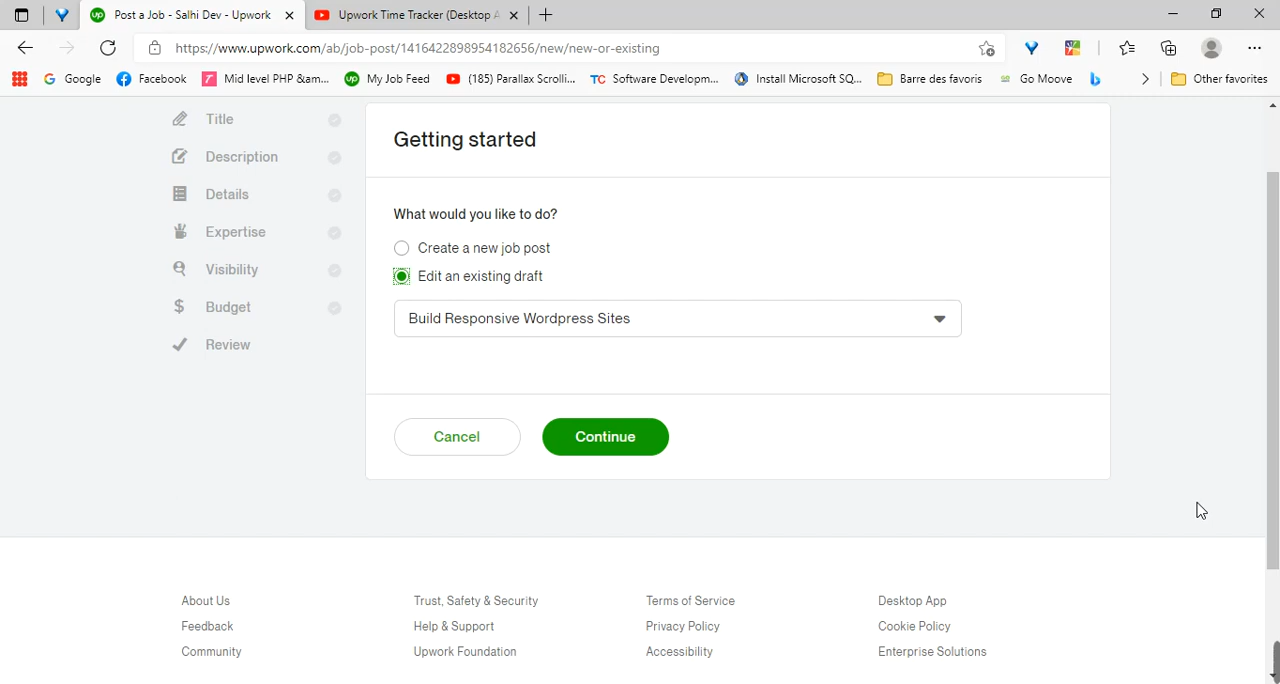 Post a Job - Salhi Dev - Upwork
Upwork Time Tracker (Desktop A
https://www.upwork.com/ab/job-post/1416422898954182656/new/new-or-existing
Google
Facebook
Mid level PHP &am...
My Job Feed
(185) Parallax Scrolli...
Software Developm...
Install Microsoft SQ...
Barre des favoris
Go Moove
Other favorites
Title
Description
Details
Expertise
Visibility
Budget
Review
Getting started
What would you like to do?
Create a new job post
Edit an existing draft
Build Responsive Wordpress Sites
Cancel
Continue
About Us
Feedback
Community
Trust, Safety & Security
Help & Support
Upwork Foundation
Terms of Service
Privacy Policy
Accessibility
Desktop App
Cookie Policy
Enterprise Solutions